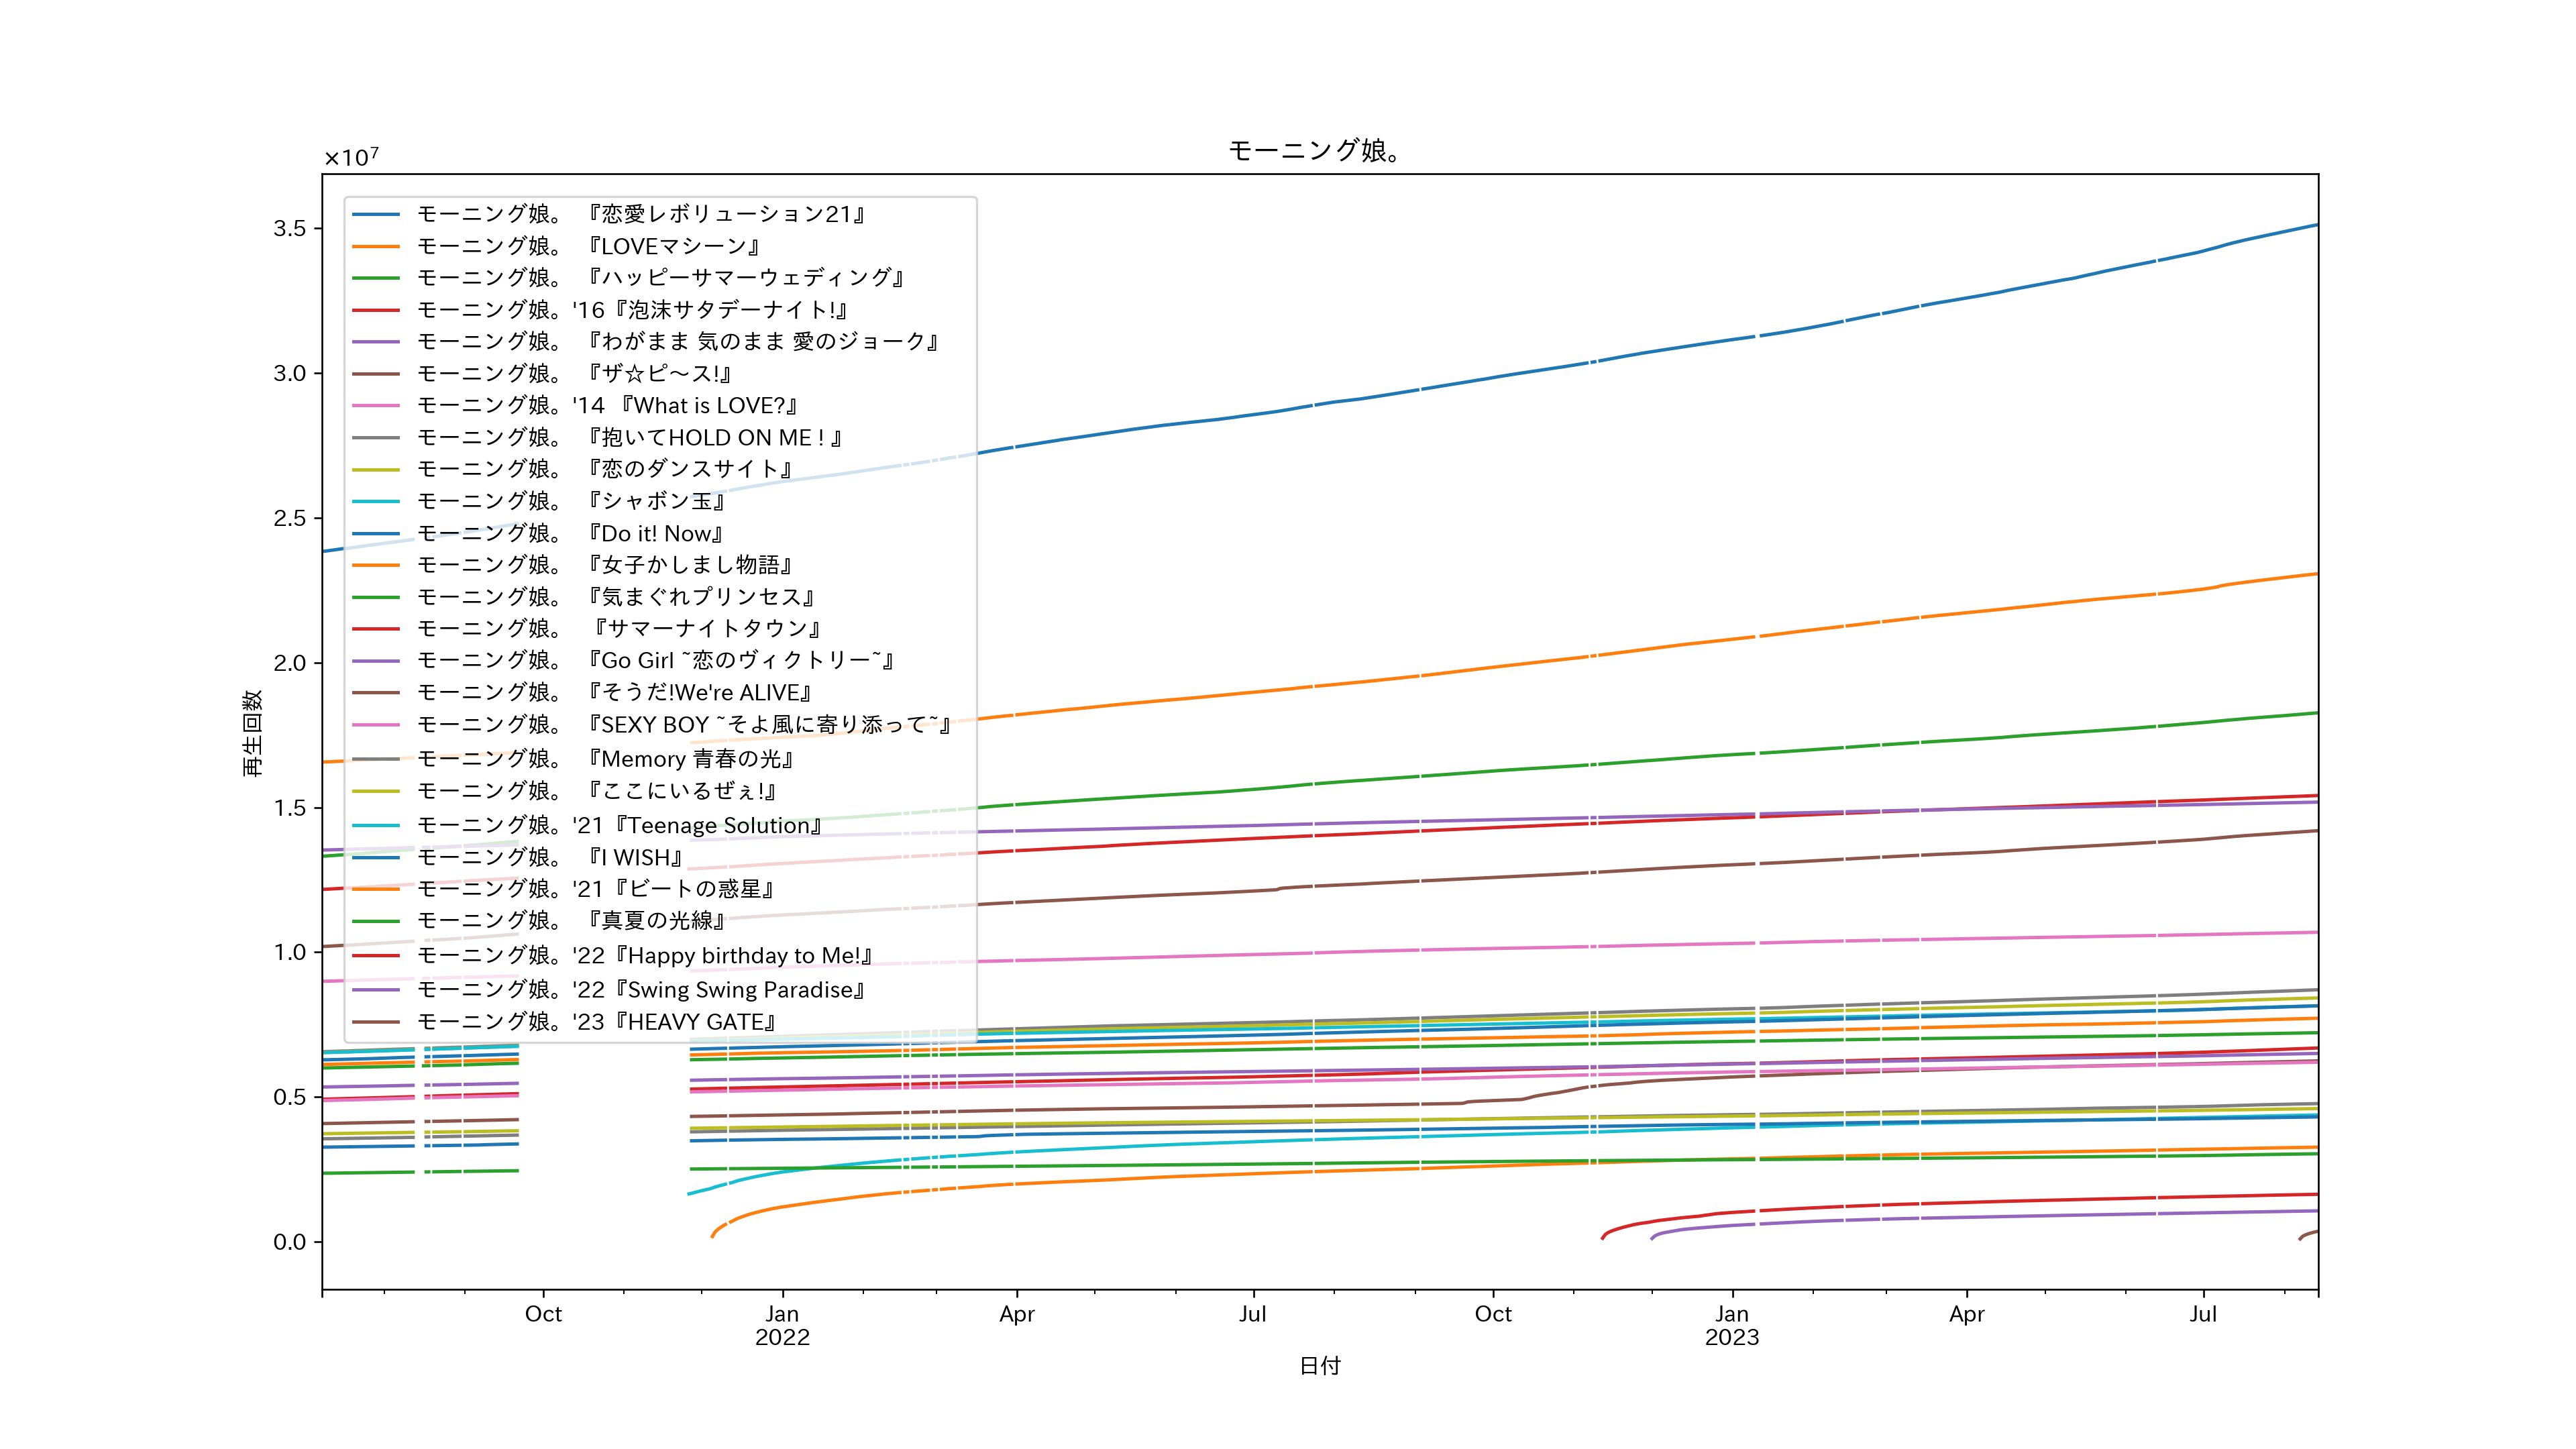 モーニング娘。
×10⁷
3.5
3.0
2.5
2.0
1.5
1.0
0.5
0.0
再生回数
モーニング娘。 『恋愛レボリューション21』
モーニング娘。 『LOVEマシーン』
モーニング娘。 『ハッピーサマーウェディング』
モーニング娘。'16『泡沫サタデーナイト!』
モーニング娘。 『わがまま 気のまま 愛のジョーク』
モーニング娘。 『ザ☆ピ〜ス!』
モーニング娘。'14 『What is LOVE?』
モーニング娘。 『抱いてHOLD ON ME ! 』
モーニング娘。 『恋のダンスサイト』
モーニング娘。 『シャボン玉』
モーニング娘。 『Do it! Now』
モーニング娘。 『女子かしまし物語』
モーニング娘。 『気まぐれプリンセス』
モーニング娘。 『サマーナイトタウン』
モーニング娘。 『Go Girl ~恋のヴィクトリー~』
モーニング娘。 『そうだ!We're ALIVE』
モーニング娘。 『SEXY BOY ~そよ風に寄り添って~』
モーニング娘。 『Memory 青春の光』
モーニング娘。 『ここにいるぜぇ!』
モーニング娘。'21『Teenage Solution』
モーニング娘。 『I WISH』
モーニング娘。'21『ビートの惑星』
モーニング娘。 『真夏の光線』
モーニング娘。'22『Happy birthday to Me!』
モーニング娘。'22『Swing Swing Paradise』
モーニング娘。'23『HEAVY GATE』
Oct Jan Apr Jul Oct Jan Apr Jul
2022 2023
日付